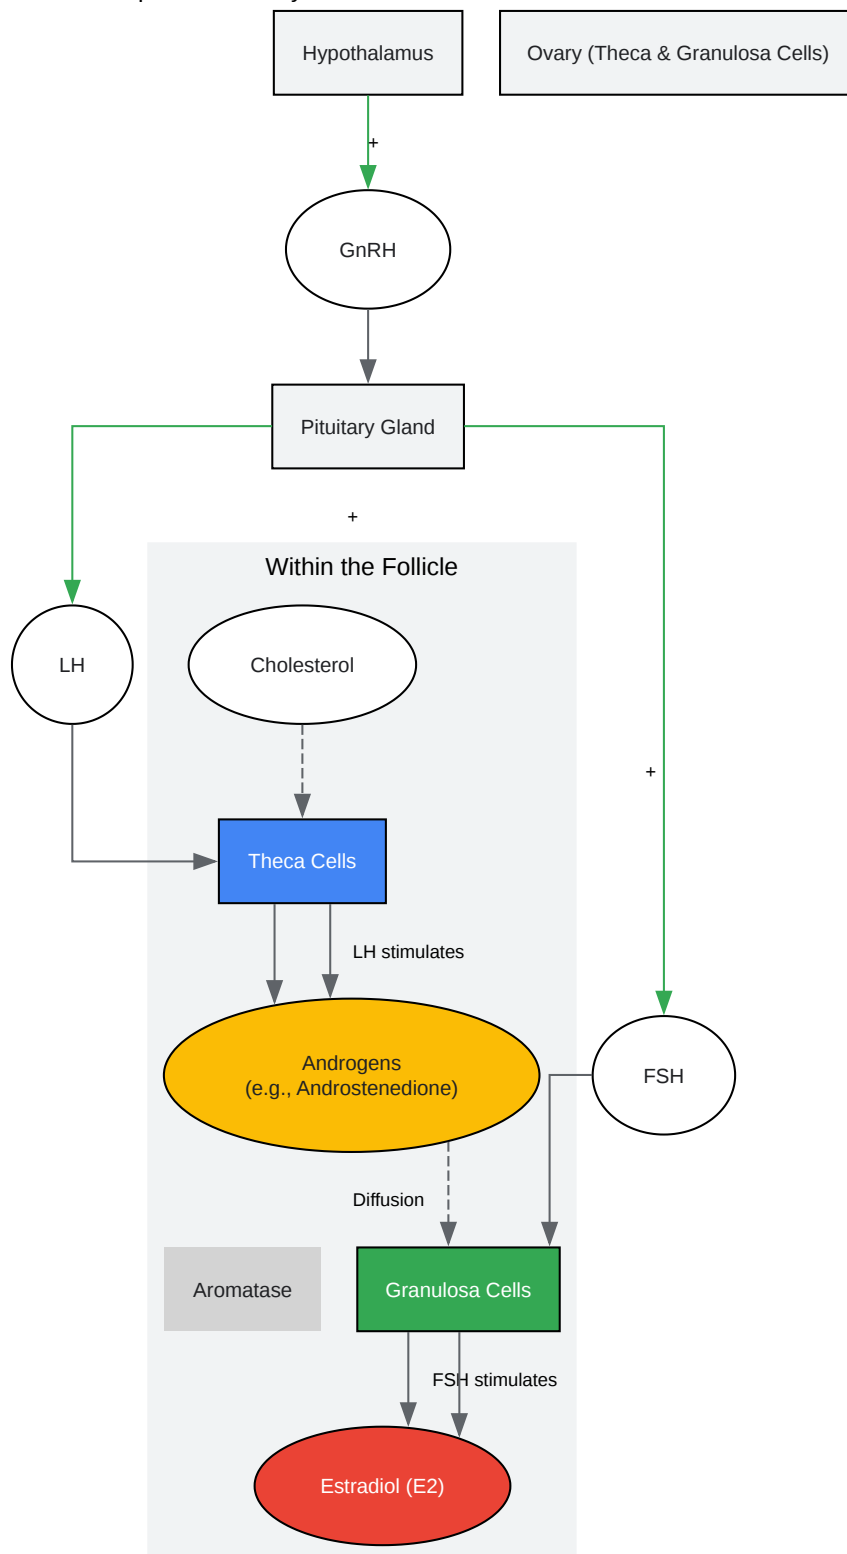 Hypothalamus
Ovary (Theca & Granulosa Cells)
+
GnRH
Pituitary Gland
+
Within the Follicle
LH
Cholesterol
+
Theca Cells
LH stimulates
Androgens
(e.g., Androstenedione)
FSH
Diffusion
Aromatase
Granulosa Cells
FSH stimulates
Estradiol (E2)